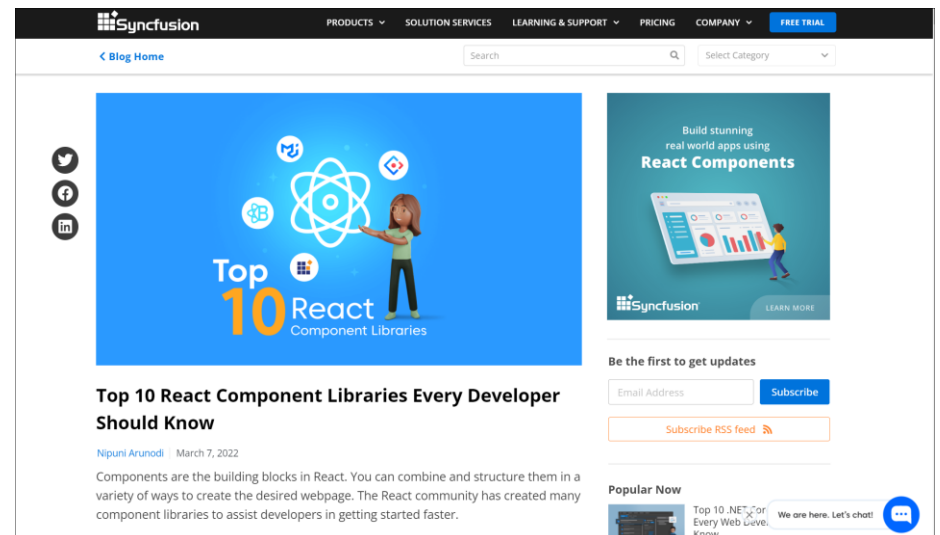 Syncfusion
PRODUCTS
SOLUTION SERVICES
LEARNING & SUPPORT
PRICING
COMPANY
FREE TRIAL
Blog Home
Search
Select Category
Top
10 React
Component Libraries
Build stunning
real world apps using
React Components
Syncfusion
LEARN MORE
Top 10 React Component Libraries Every Developer
Should Know
Nipuni Arunodi
March 7, 2022
Components are the building blocks in React. You can combine and structure them in a
variety of ways to create the desired webpage. The React community has created many
component libraries to assist developers in getting started faster.
Be the first to get updates
Email Address
Subscribe
Subscribe RSS feed
Popular Now
Top 10 .NET
Every Web
Know
We are here. Let's chat!